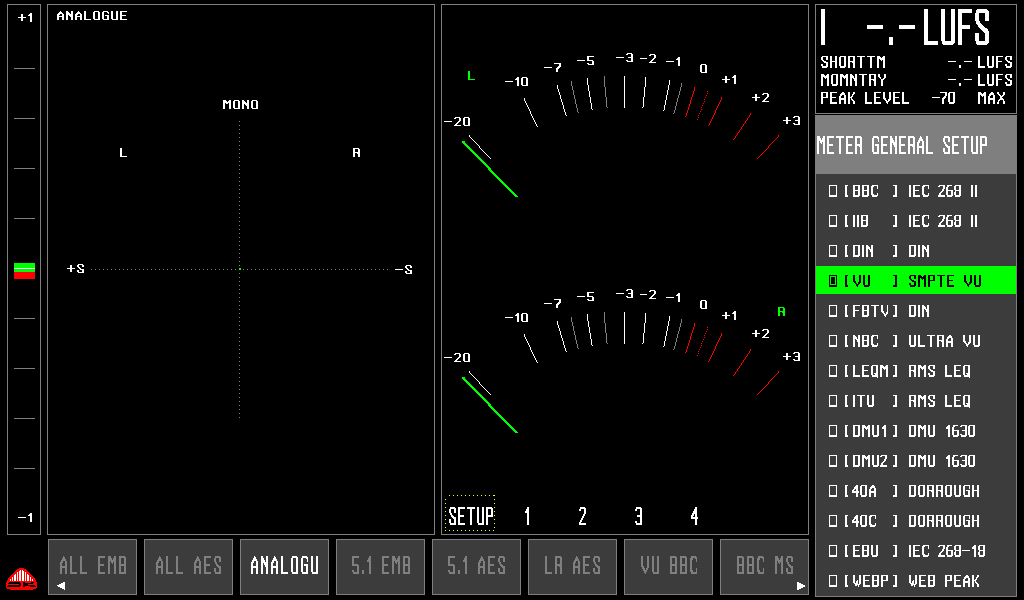 +1
-1
ANALOGUE
MONO
L R
+S -S
L
-20 -10 -7 -5 -3 -2 -1 0 +1 +2 +3
R
-20 -10 -7 -5 -3 -2 -1 0 +1 +2 +3
SETUP 1 2 3 4
I -.-LUFS
SHORTTM -.-LUFS
MOMNTRY -.-LUFS
PEAK LEVEL -70 MAX
METER GENERAL SETUP
[BBC ] IEC 268 II
[IIB ] IEC 268 II
[DIN ] DIN
[VU ] SMPTE VU
[FBTV] DIN
[NBC ] ULTRA VU
[LEQM] RMS LEQ
[ITU ] RMS LEQ
[DMU1] DMU 1630
[DMU2] DMU 1630
[40A ] DORROUGH
[40C ] DORROUGH
[EBU ] IEC 268-18
[WEBP] WEB PEAK
ALL EMB ALL AES ANALOGU 5.1 EMB 5.1 AES LR AES VU BBC BBC MS